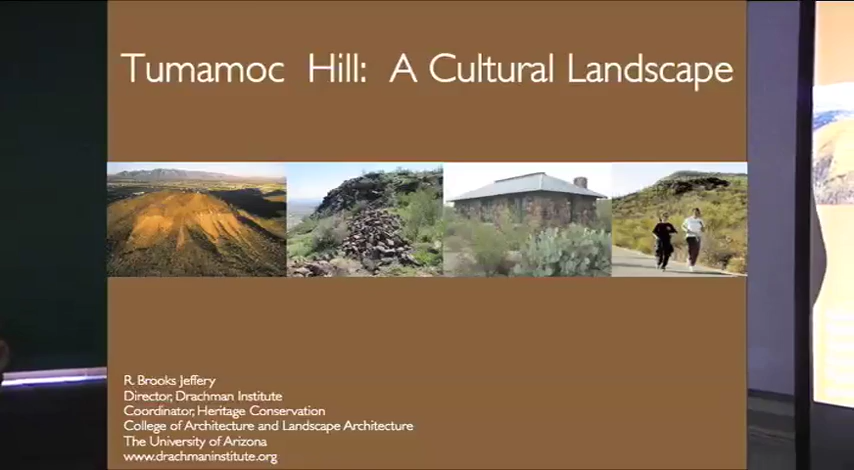 Tumamoc Hill: A Cultural Landscape
R. Brooks Jeffery
Director, Drachman Institute
Coordinator, Heritage Conservation
College of Architecture and Landscape Architecture
The University of Arizona
www.drachmaninstitute.org